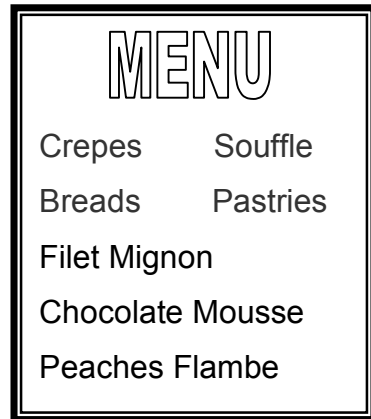 MENU
Crepes Souffle
Breads Pastries
Filet Mignon
Chocolate Mousse
Peaches Flambe